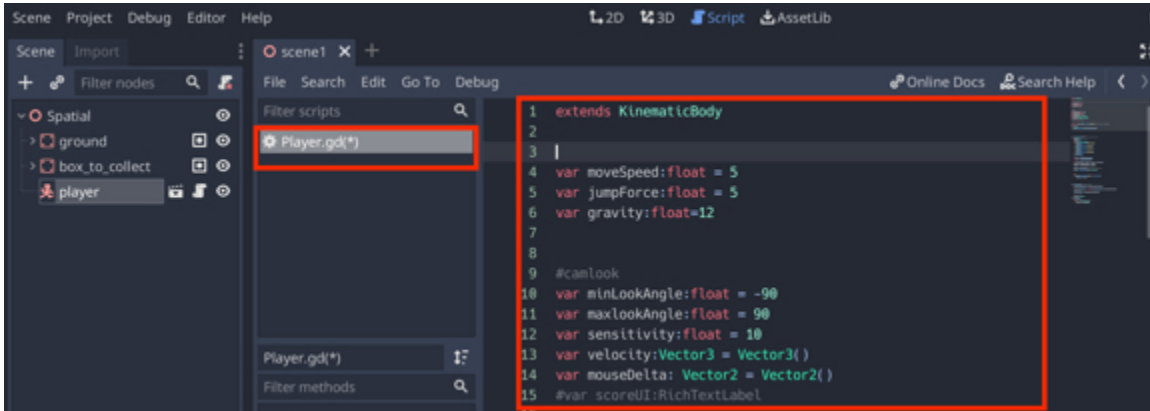 Scene Project Debug Editor Help
2D 3D Script AssetLib
Scene Import
scene1
Filter nodes
File Search Edit Go To Debug
Online Docs Search Help
Spatial
ground
box_to_collect
player
Filter scripts
Player.gd(*)
Player.gd(*)
Filter methods
1 extends KinematicBody
2
3
4 var moveSpeed:float = 5
5 var jumpForce:float = 5
6 var gravity:float=12
7
8
9 #camlook
10 var minLookAngle:float = -90
11 var maxlookAngle:float = 90
12 var sensitivity:float = 10
13 var velocity:Vector3 = Vector3()
14 var mouseDelta: Vector2 = Vector2()
15 #var scoreUI:RichTextLabel